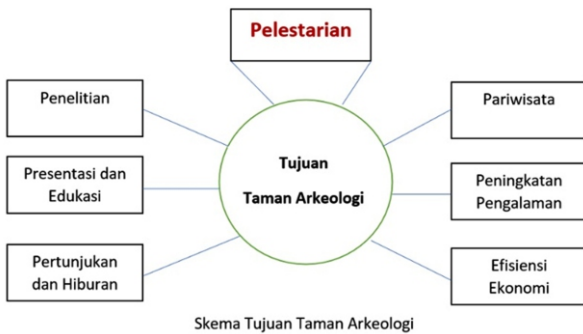 Pelestarian
Penelitian
Pariwisata
Tujuan
Taman Arkeologi
Presentasi dan
Edukasi
Peningkatan
Pengalaman
Pertunjukan
dan Hiburan
Efisiensi
Ekonomi
Skema Tujuan Taman Arkeologi